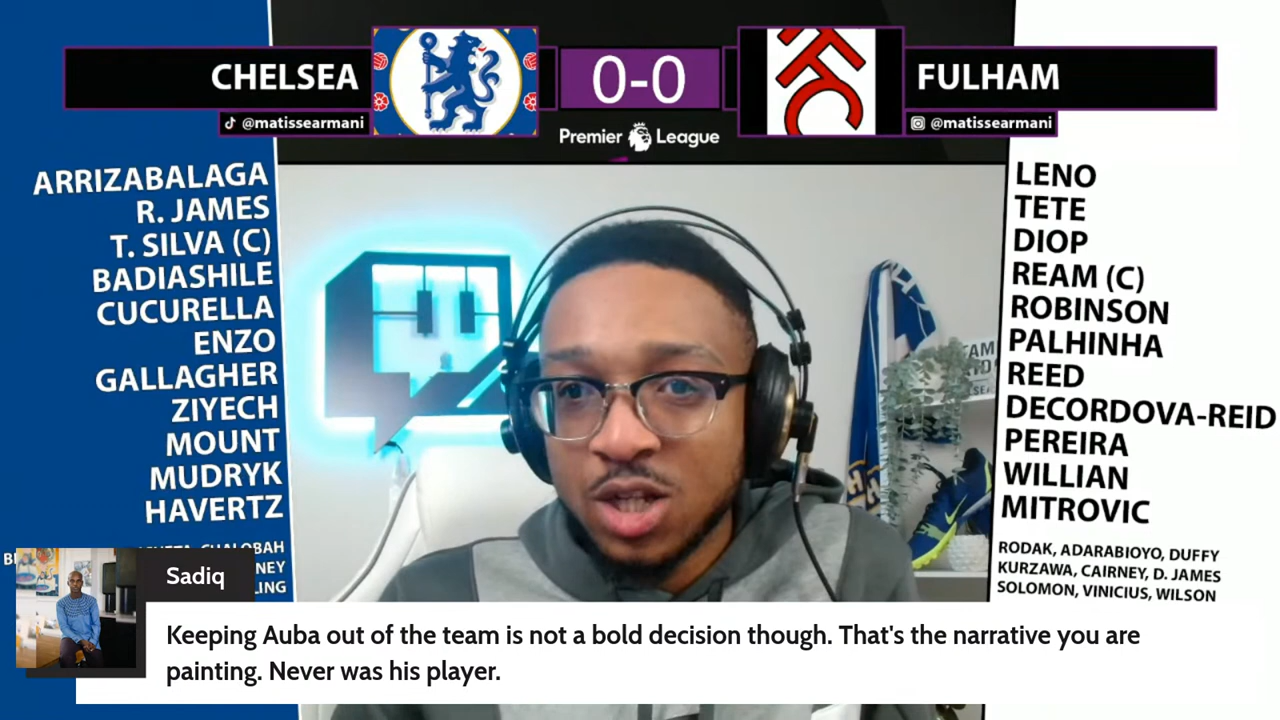 CHELSEA
0-0
FULHAM
@matissearmani
Premier League
@matissearmani
ARRIZABALAGA
R. JAMES
T. SILVA (C)
BADIASHILE
CUCURELLA
ENZO
GALLAGHER
ZIYECH
MOUNT
MUDRYK
HAVERTZ
CHALOBAH
LENO
TETE
DIOP
REAM (C)
ROBINSON
PALHINHA
REED
DECORDOVA-REID
PEREIRA
WILLIAN
MITROVIC
RODAK, ADARABIOYO, DUFFY
KURZAWA, CAIRNEY, D. JAMES
SOLOMON, VINICIUS, WILSON
Sadiq
Keeping Auba out of the team is not a bold decision though. That's the narrative you are
painting. Never was his player.